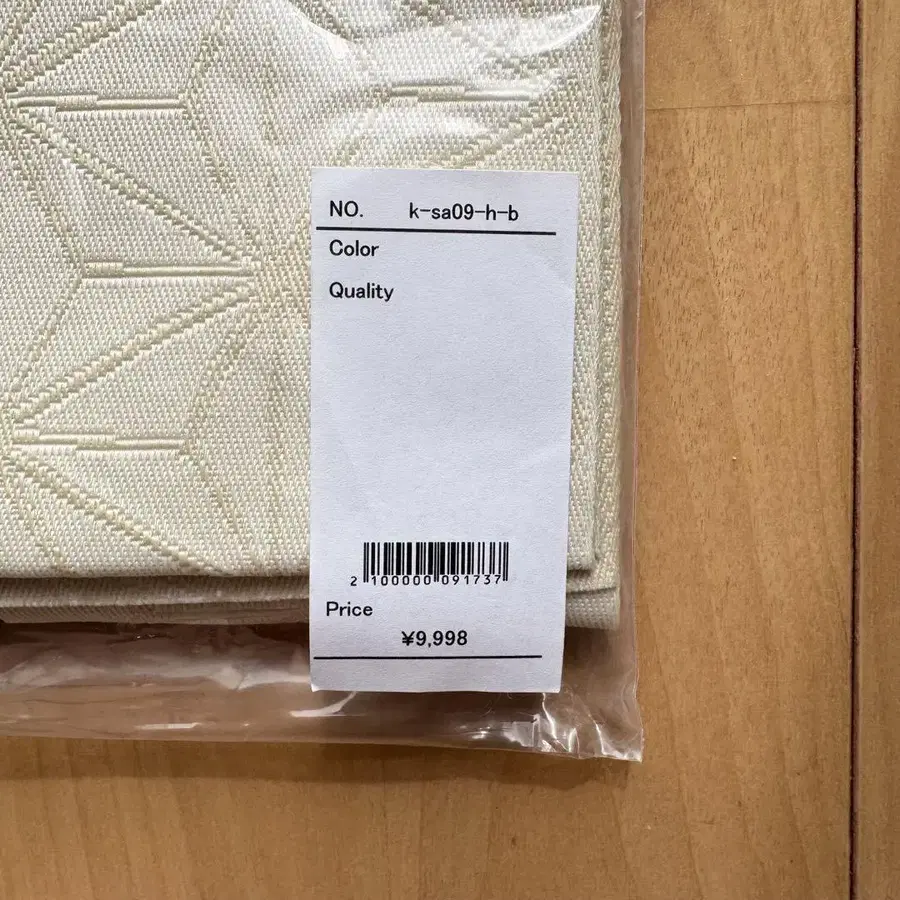 NO. k-sa09-h-b
Color
Quality
2 100000 091737
Price
¥9,998